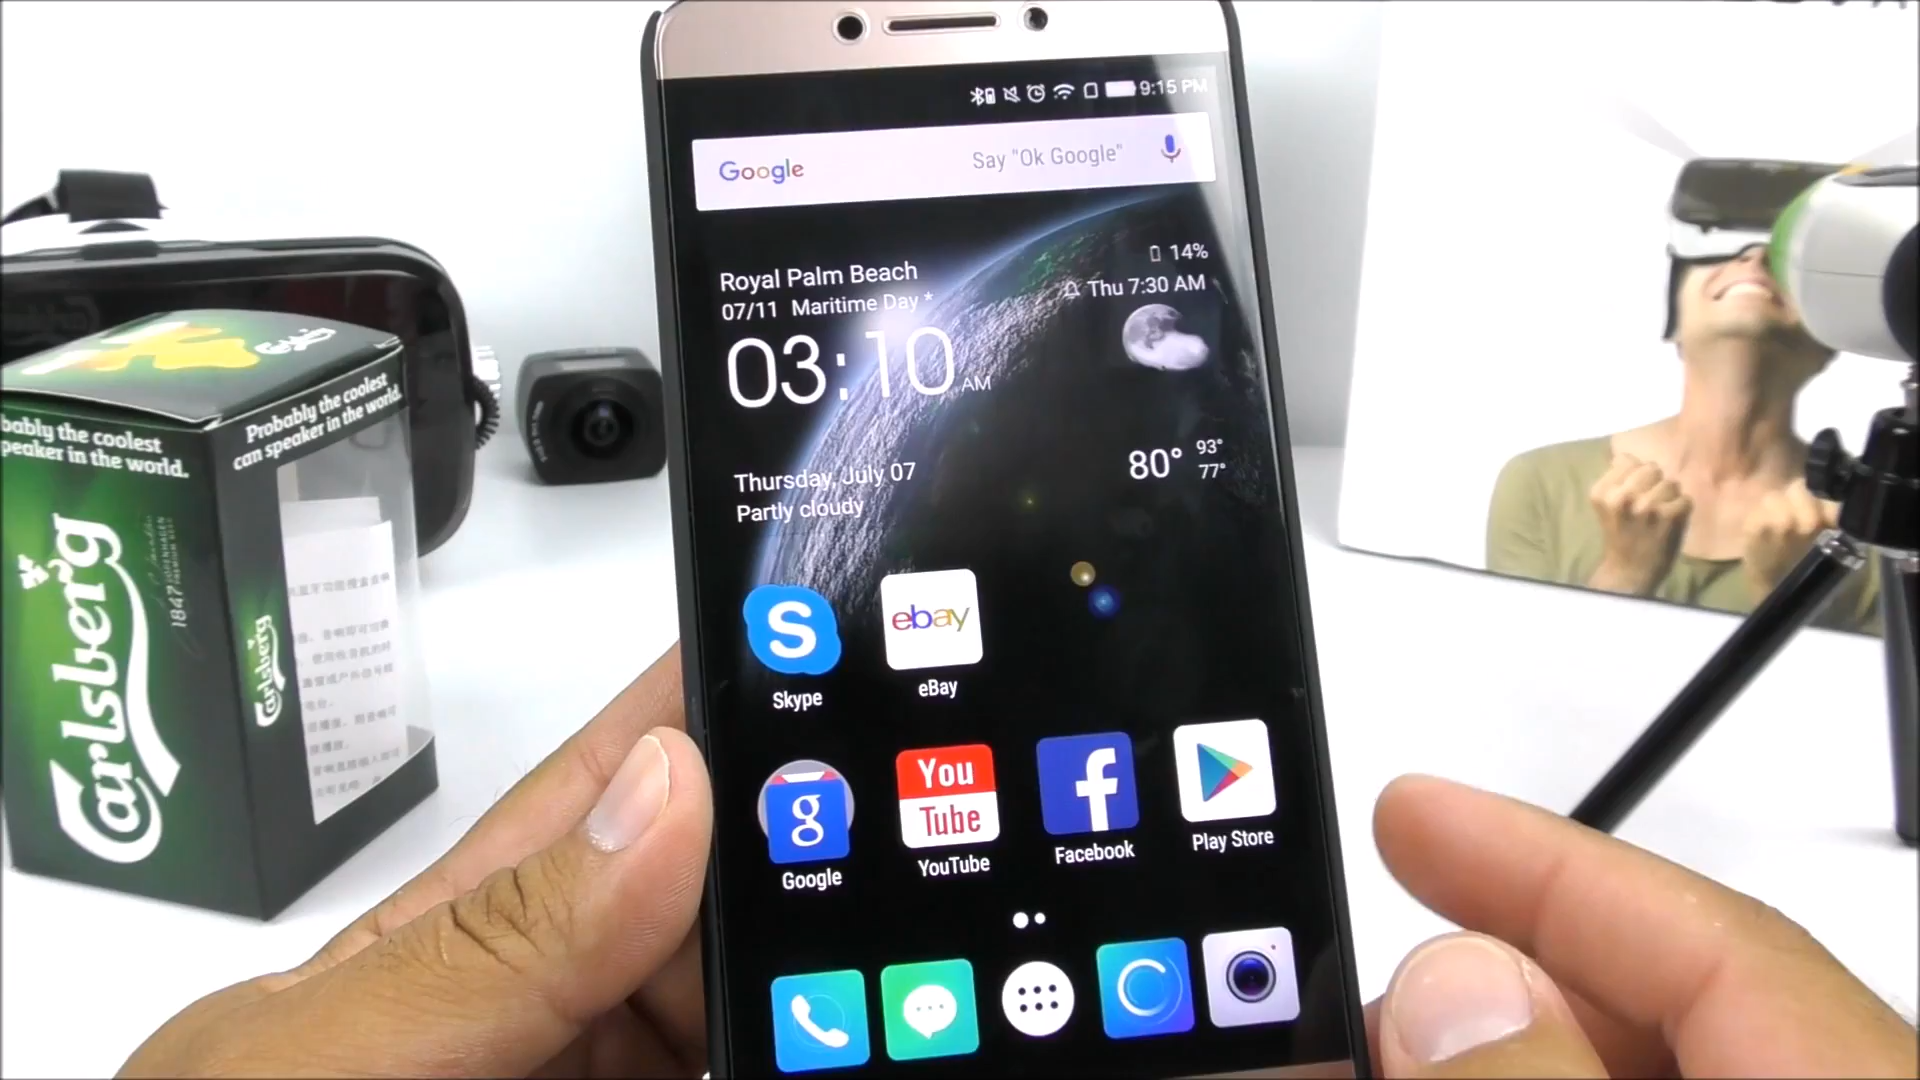 9:15 PM
Google
Say "Ok Google"
14%
Royal Palm Beach
Thu 7:30 AM
07/11 Maritime Day *
03:10 AM
80°
93°
77°
Thursday, July 07
Partly cloudy
S
ebay
Skype
eBay
g
You
Tube
f
Google
YouTube
Facebook
Play Store
Carlsberg
bably the coolest
peaker in the world.
Probably the coolest
can speaker in the world.
Carlsberg
1847
Carlsberg